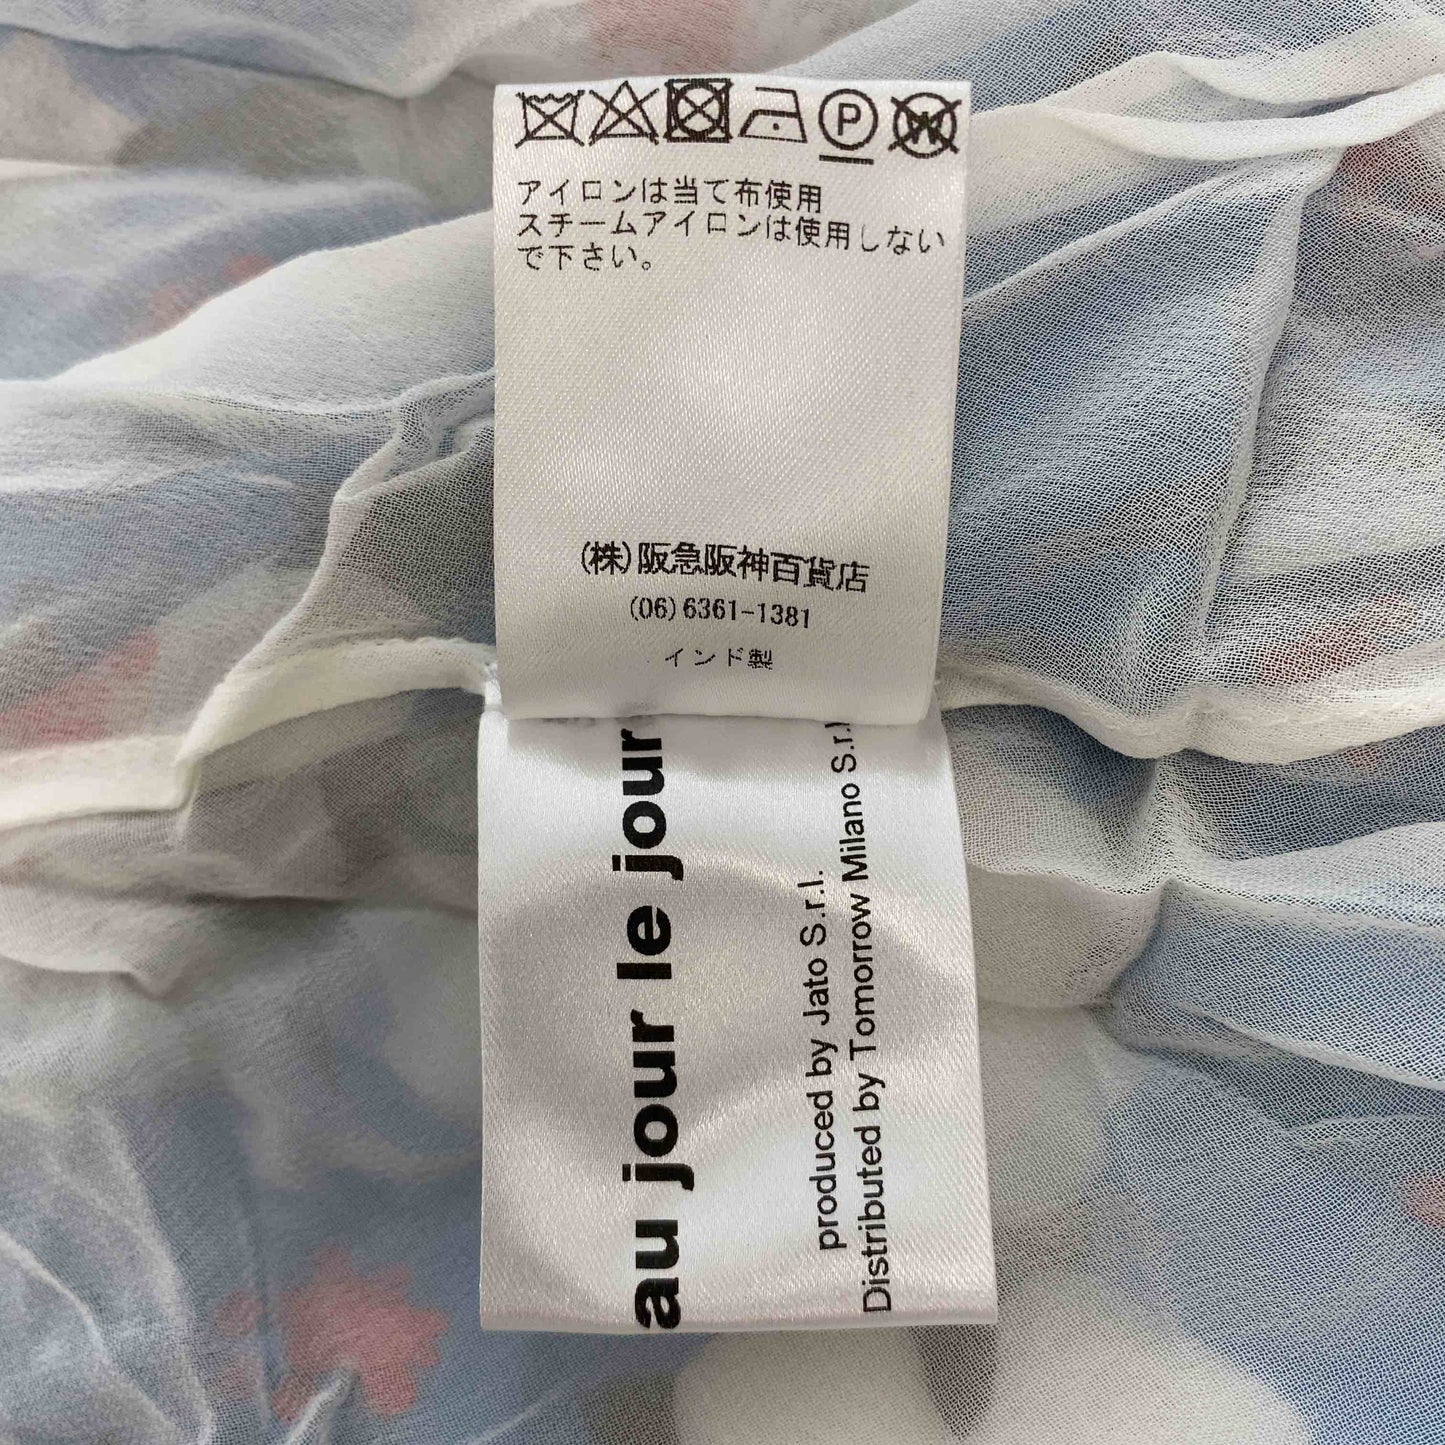 P
W
アイロンは当て布使用
スチームアイロンは使用しない
で下さい。
(株)阪急阪神百貨店
(06)6361-1381
インド製
au jour le jour
produced by Jato S.r.l.
Distributed by Tomorrow Milano S.r.